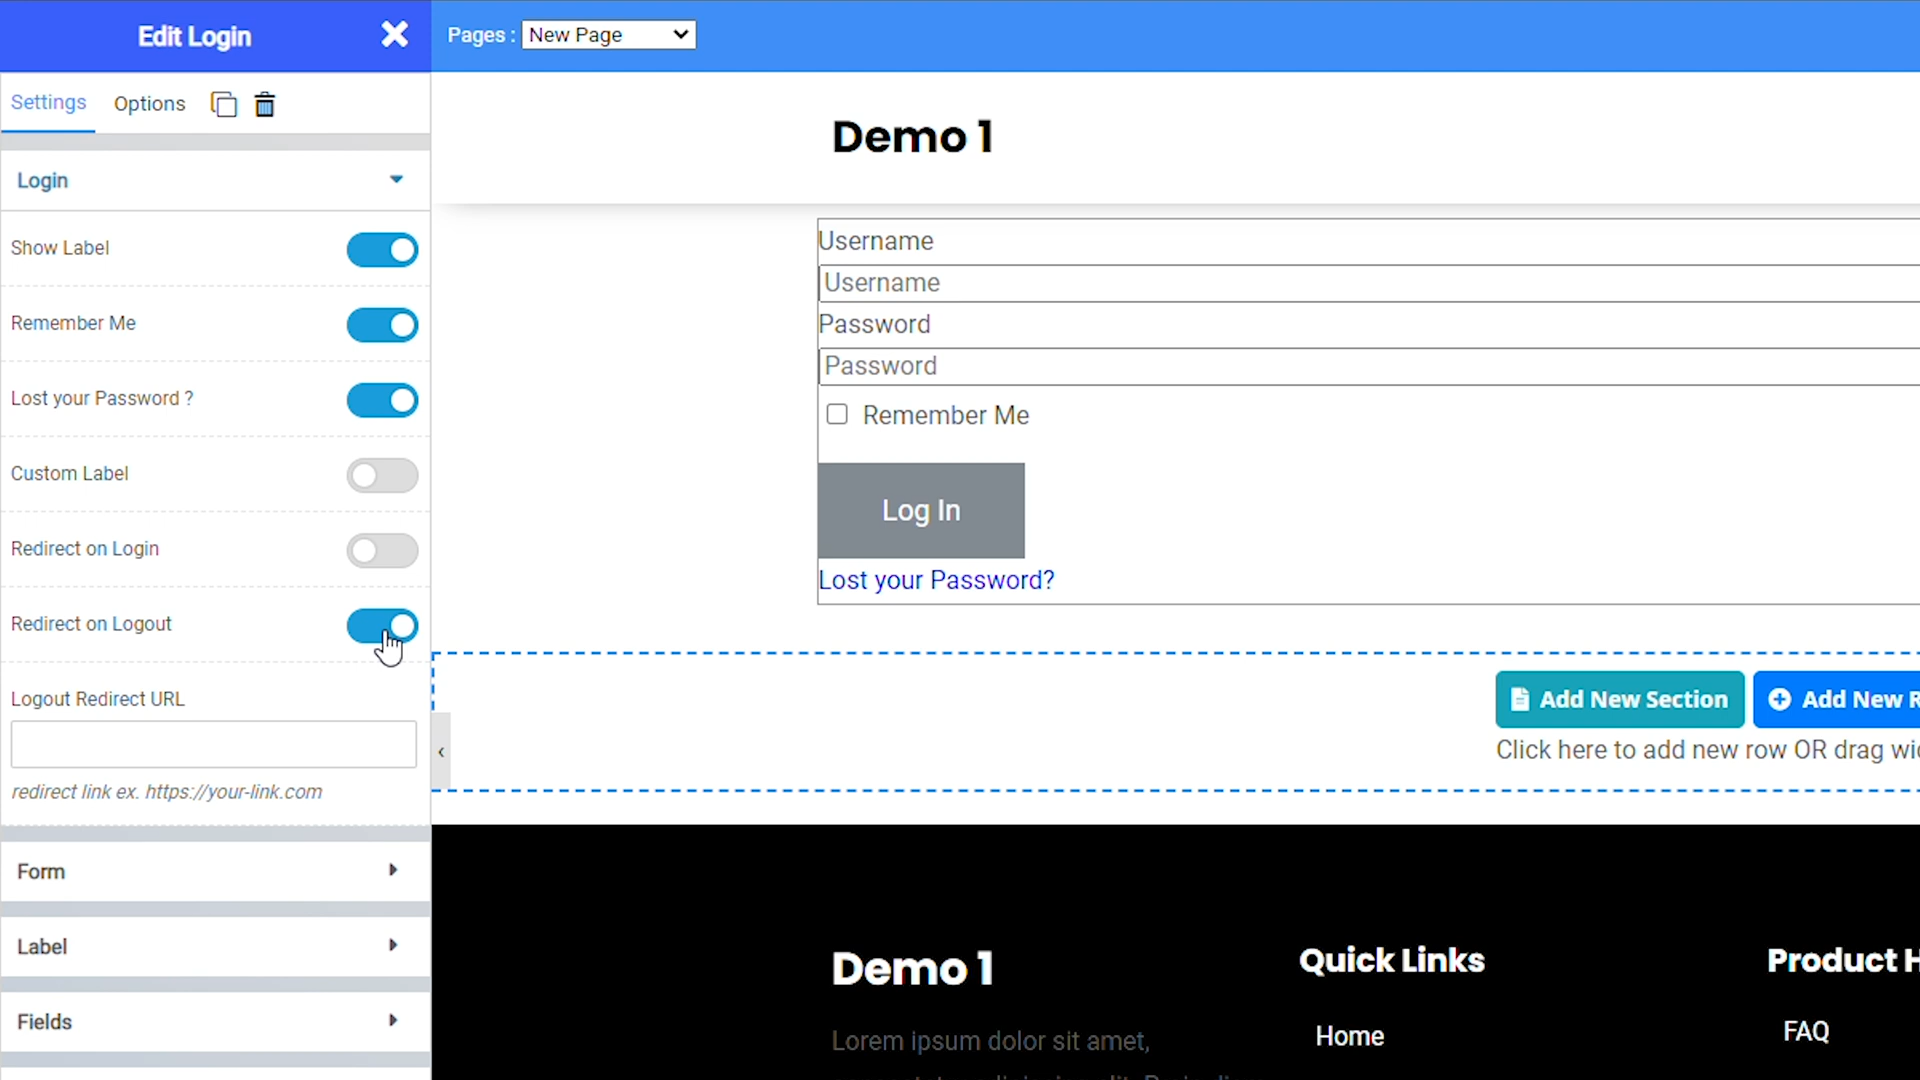 Edit Login
Pages : New Page
Settings Options
Login
Show Label
Remember Me
Lost your Password ?
Custom Label
Redirect on Login
Redirect on Logout
Logout Redirect URL
redirect link ex. https://your-link.com
Form
Label
Fields
Demo 1
Username
Username
Password
Password
Remember Me
Log In
Lost your Password?
Add New Section
Add New R
Click here to add new row OR drag wi
Demo 1
Lorem ipsum dolor sit amet,
Quick Links
Home
Product H
FAQ